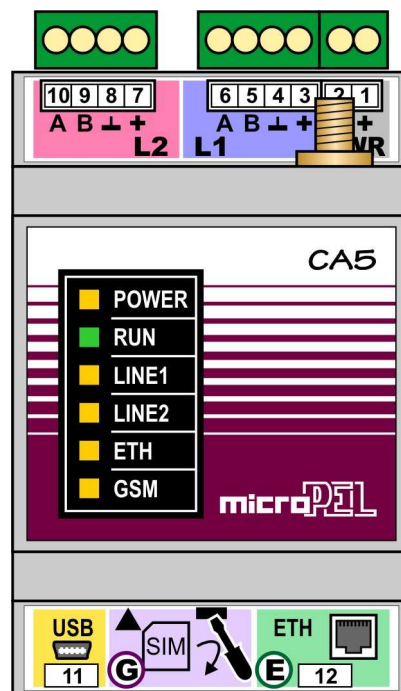 10 9 8 7 6 5 4 3 2 1
A B + A B + +
L2 L1 WR
CA5
POWER
RUN
LINE1
LINE2
ETH
GSM
microPEL
USB SIM ETH
11 G E 12